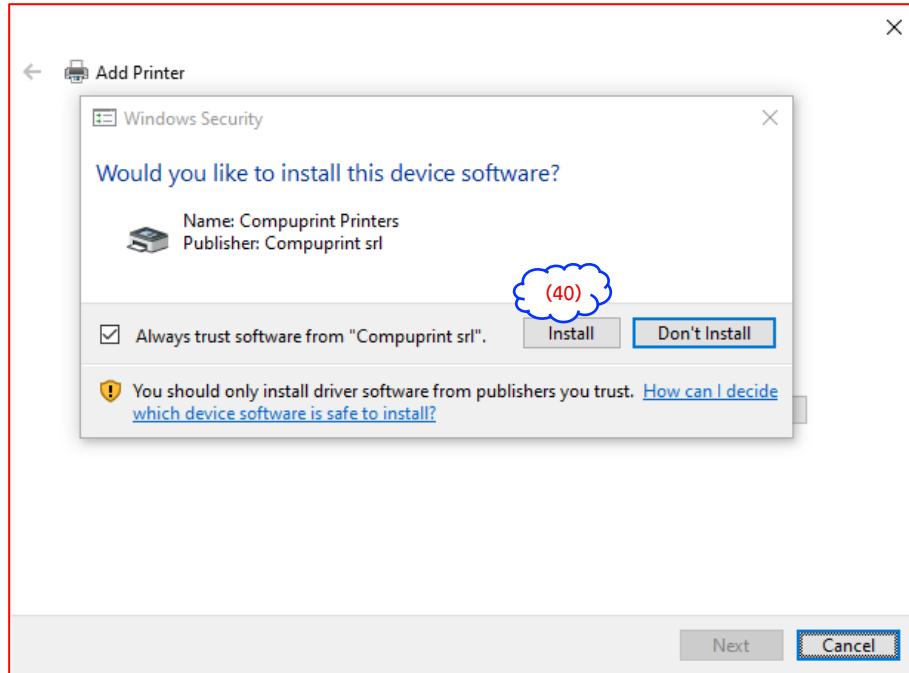 Add Printer
Windows Security
Would you like to install this device software?
Name: Compuprint Printers
Publisher: Compuprint srl
(40)
Always trust software from "Compuprint srl".
Install
Don't Install
You should only install driver software from publishers you trust. How can I decide
which device software is safe to install?
Next
Cancel